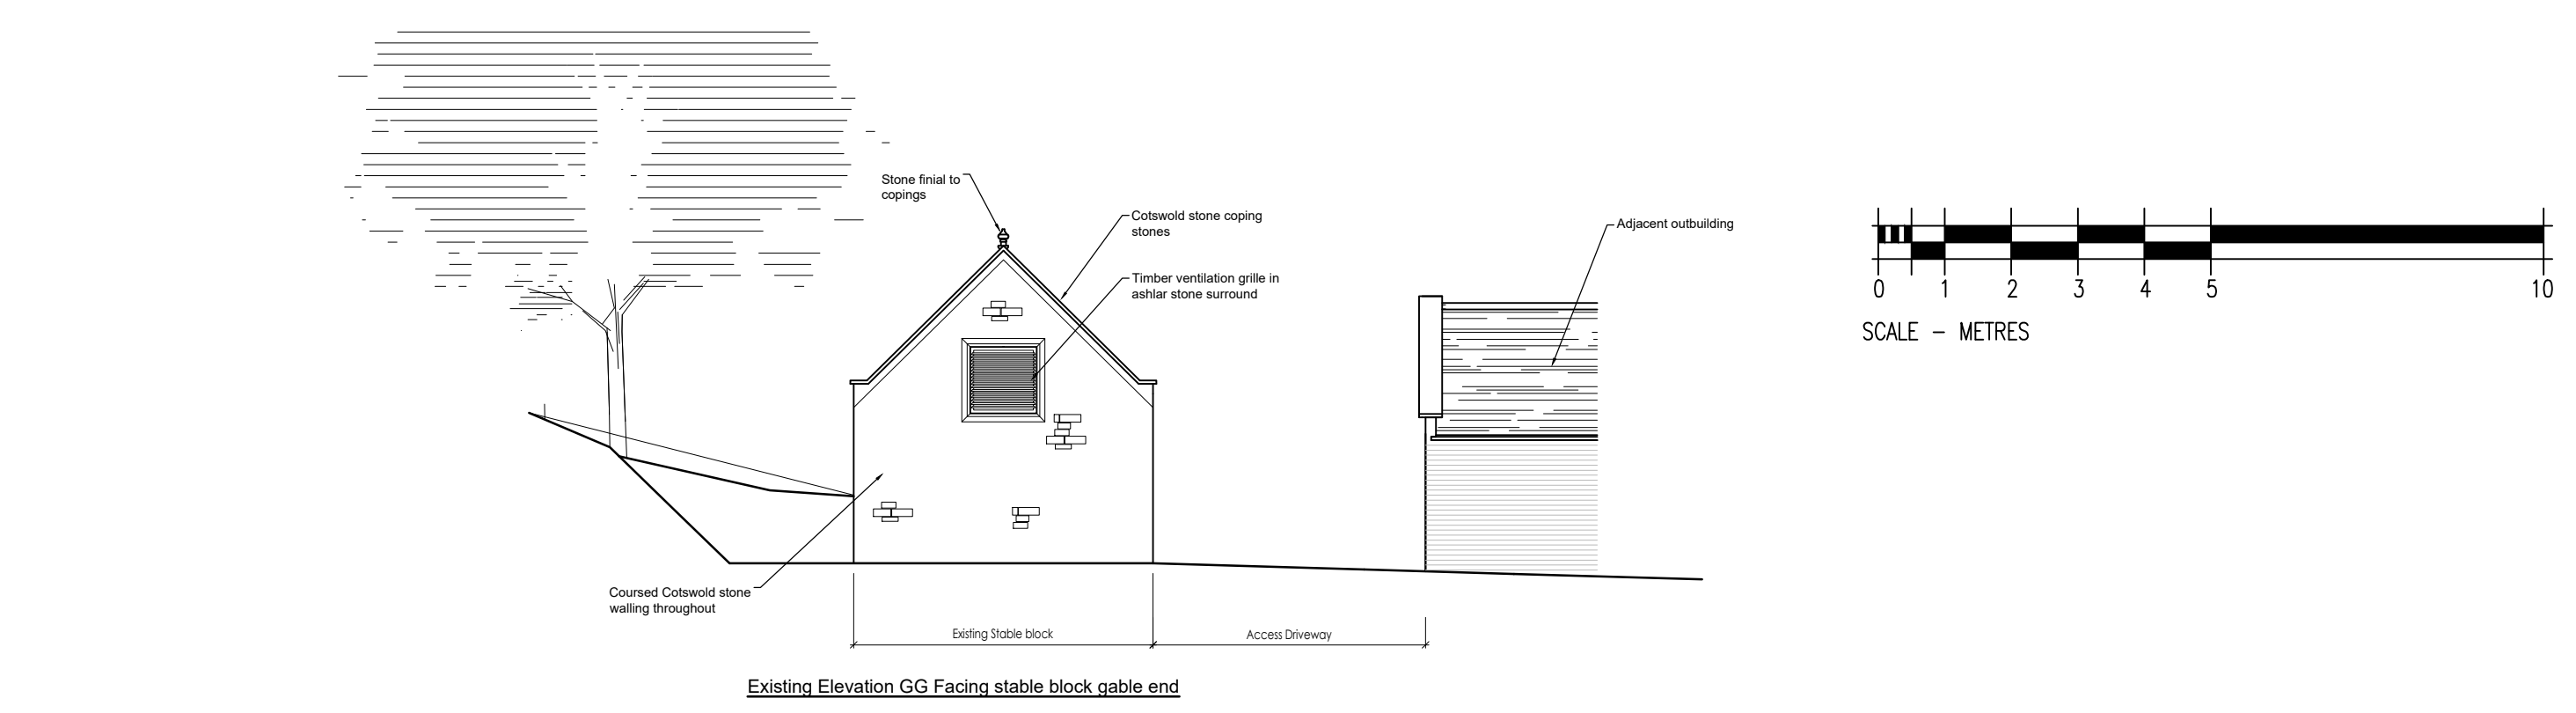 Stone finial to
copings
Cotswold stone coping
stones
Timber ventilation grille in
ashlar stone surround
Adjacent outbuilding
0 1 2 3 4 5 10
SCALE - METRES
Coursed Cotswold stone
walling throughout
Existing Stable block
Access Driveway
Existing Elevation GG Facing stable block gable end